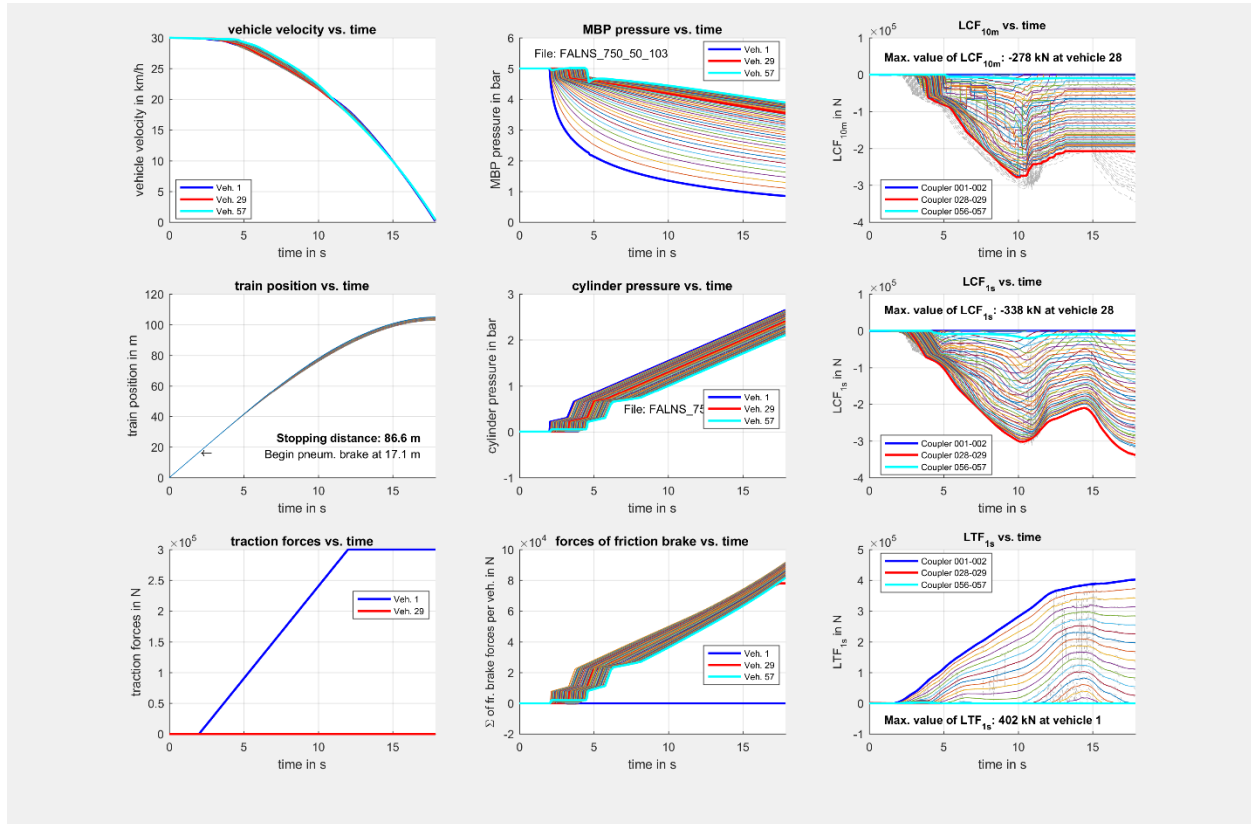 vehicle velocity vs. time
30
25
20
15
10
5
0
vehicle velocity in km/h
Veh. 1
Veh. 29
Veh. 57
0 5 10 15
time in s
MBP pressure vs. time
File: FALNS_750_50_103
6
5
4
3
2
1
0
MBP pressure in bar
Veh. 1
Veh. 29
Veh. 57
0 5 10 15
time in s
LCF10m vs. time
×10^5
Max. value of LCF10m: -278 kN at vehicle 28
1
0
-1
-2
-3
-4
LCF10m in N
Coupler 001-002
Coupler 028-029
Coupler 056-057
0 5 10 15
time in s
train position vs. time
120
100
80
60
40
20
0
train position in m
Stopping distance: 86.6 m
← Begin pneum. brake at 17.1 m
0 5 10 15
time in s
cylinder pressure vs. time
3
2
1
0
-1
cylinder pressure in bar
Veh. 1
Veh. 29
Veh. 57
File: FALNS_75
0 5 10 15
time in s
LCF1s vs. time
×10^5
Max. value of LCF1s: -338 kN at vehicle 28
1
0
-1
-2
-3
-4
LCF1s in N
Coupler 001-002
Coupler 028-029
Coupler 056-057
0 5 10 15
time in s
traction forces vs. time
×10^5
3
2.5
2
1.5
1
0.5
0
traction forces in N
Veh. 1
Veh. 29
0 5 10 15
time in s
forces of friction brake vs. time
×10^4
10
8
6
4
2
0
-2
Σ of fr. brake forces per veh. in N
Veh. 1
Veh. 29
Veh. 57
0 5 10 15
time in s
LTF1s vs. time
×10^5
5
4
3
2
1
0
-1
LTF1s in N
Coupler 001-002
Coupler 028-029
Coupler 056-057
Max. value of LTF1s: 402 kN at vehicle 1
0 5 10 15
time in s